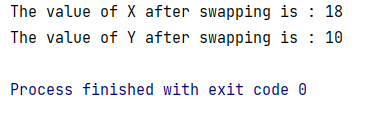 The value of X after swapping is : 18
The value of Y after swapping is : 10
Process finished with exit code 0